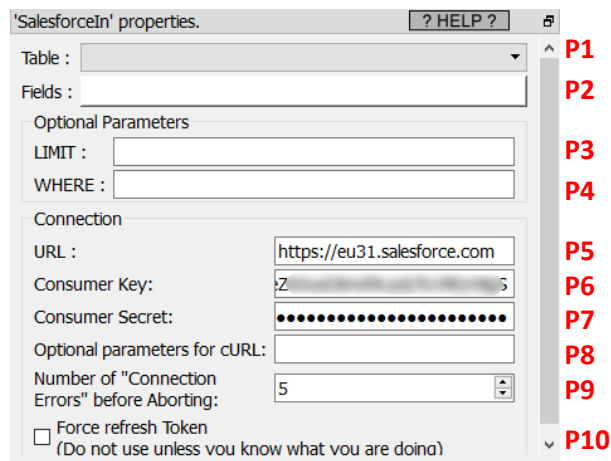 'SalesforceIn' properties. ? HELP ?
Table : P1
Fields : P2
Optional Parameters
LIMIT : P3
WHERE : P4
Connection
URL : https://eu31.salesforce.com P5
Consumer Key: P6
Consumer Secret: ●●●●●●●●●●●●●●●●●●●●●●● P7
Optional parameters for cURL: P8
Number of "Connection
Errors" before Aborting: 5 P9
Force refresh Token
(Do not use unless you know what you are doing) P10